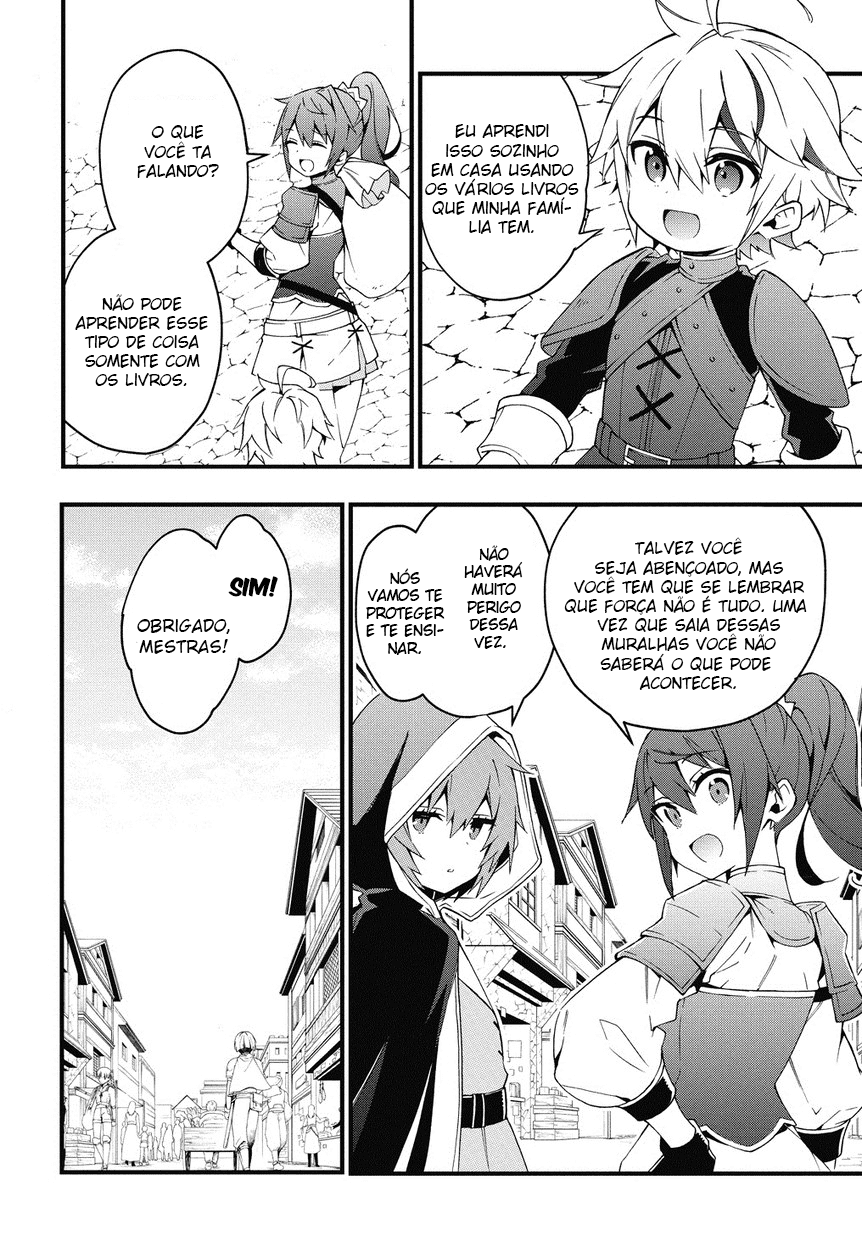 EU APRENDI
ISSO SOZINHO
EM CASA USANDO
OS VÁRIOS LIVROS
QUE MINHA FAMÍ-
LIA TEM.
O QUE
VOCÊ TA
FALANDO?
NÃO PODE
APRENDER ESSE
TIPO DE COISA
SOMENTE COM
OS LIVROS.
TALVEZ VOCÊ
SEJA ABENÇOADO, MAS
VOCÊ TEM QUE SE LEMBRAR
QUE FORÇA NÃO É TUDO. UMA
VEZ QUE SAIA DESSAS
MURALHAS VOCÊ NÃO
SABERÁ O QUE PODE
ACONTECER.
NÃO
HAVERÁ
MUITO
PERIGO
DESSA
VEZ.
NÓS
VAMOS TE
PROTEGER
E TE ENSI-
NAR.
SIM!
OBRIGADO,
MESTRAS!